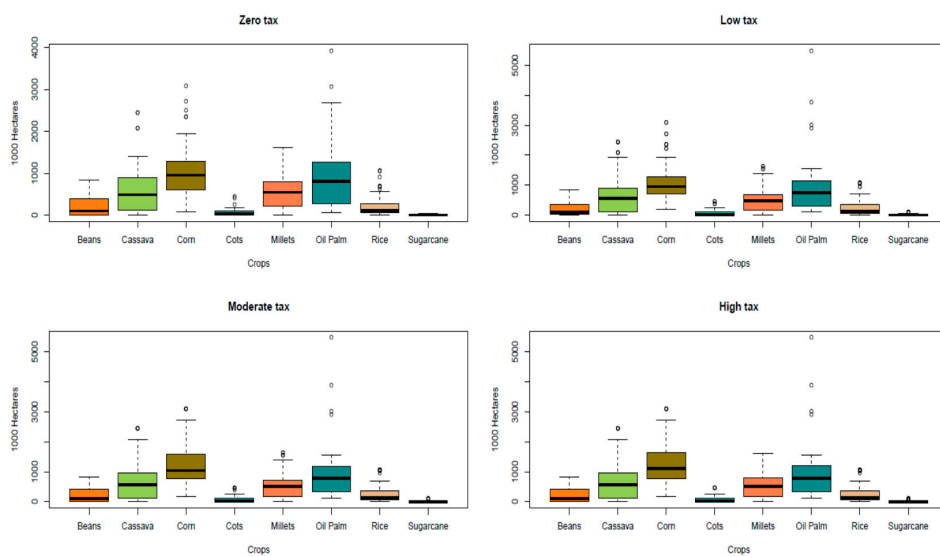 Zero tax
1000 Hectares
4000
3000
2000
1000
0
Beans Cassava Corn Cots Millets Oil Palm Rice Sugarcane
Crops
Low tax
1000 Hectares
5000
3000
1000
0
Beans Cassava Corn Cots Millets Oil Palm Rice Sugarcane
Crops
Moderate tax
1000 Hectares
5000
3000
1000
0
Beans Cassava Corn Cots Millets Oil Palm Rice Sugarcane
Crops
High tax
1000 Hectares
5000
3000
1000
0
Beans Cassava Corn Cots Millets Oil Palm Rice Sugarcane
Crops